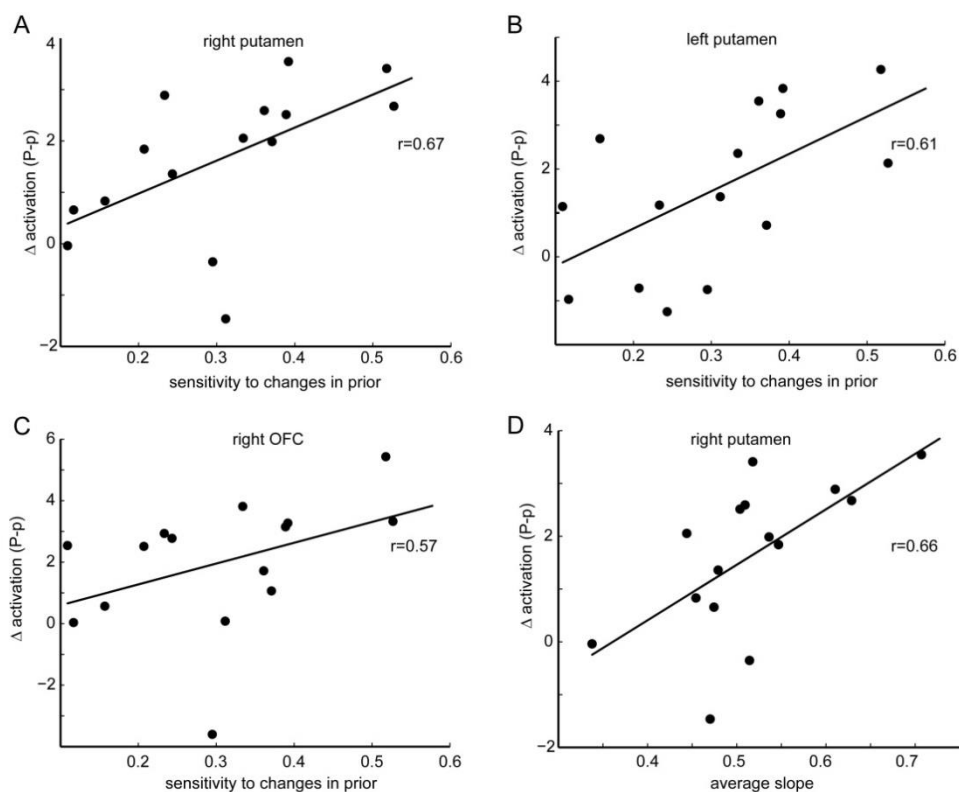 A
right putamen
4
2
0
−2
Δ activation (P-p)
r=0.67
0.2
0.3
0.4
0.5
0.6
sensitivity to changes in prior
B
left putamen
4
2
0
Δ activation (P-p)
r=0.61
0.2
0.3
0.4
0.5
0.6
sensitivity to changes in prior
C
right OFC
6
4
2
0
−2
Δ activation (P-p)
r=0.57
0.2
0.3
0.4
0.5
0.6
sensitivity to changes in prior
D
right putamen
4
2
0
−2
Δ activation (P-p)
r=0.66
0.4
0.5
0.6
0.7
average slope